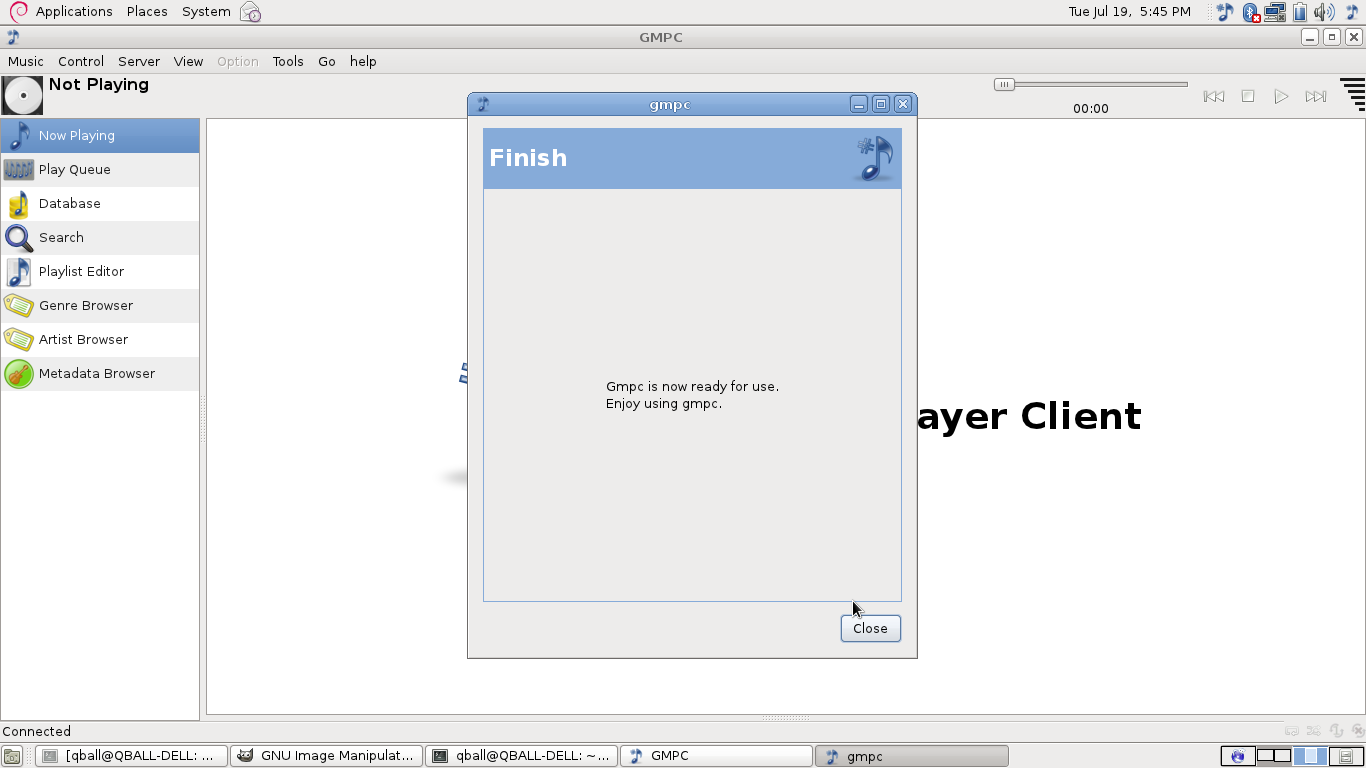 Applications Places System Tue Jul 19, 5:45 PM
GMPC
Music Control Server View Option Tools Go help
Not Playing
00:00
Now Playing
Play Queue
Database
Search
Playlist Editor
Genre Browser
Artist Browser
Metadata Browser
gmpc
Finish
Gmpc is now ready for use.
Enjoy using gmpc.
ayer Client
Close
Connected
[qball@QBALL-DELL: ... GNU Image Manipulat... qball@QBALL-DELL: ~... GMPC gmpc